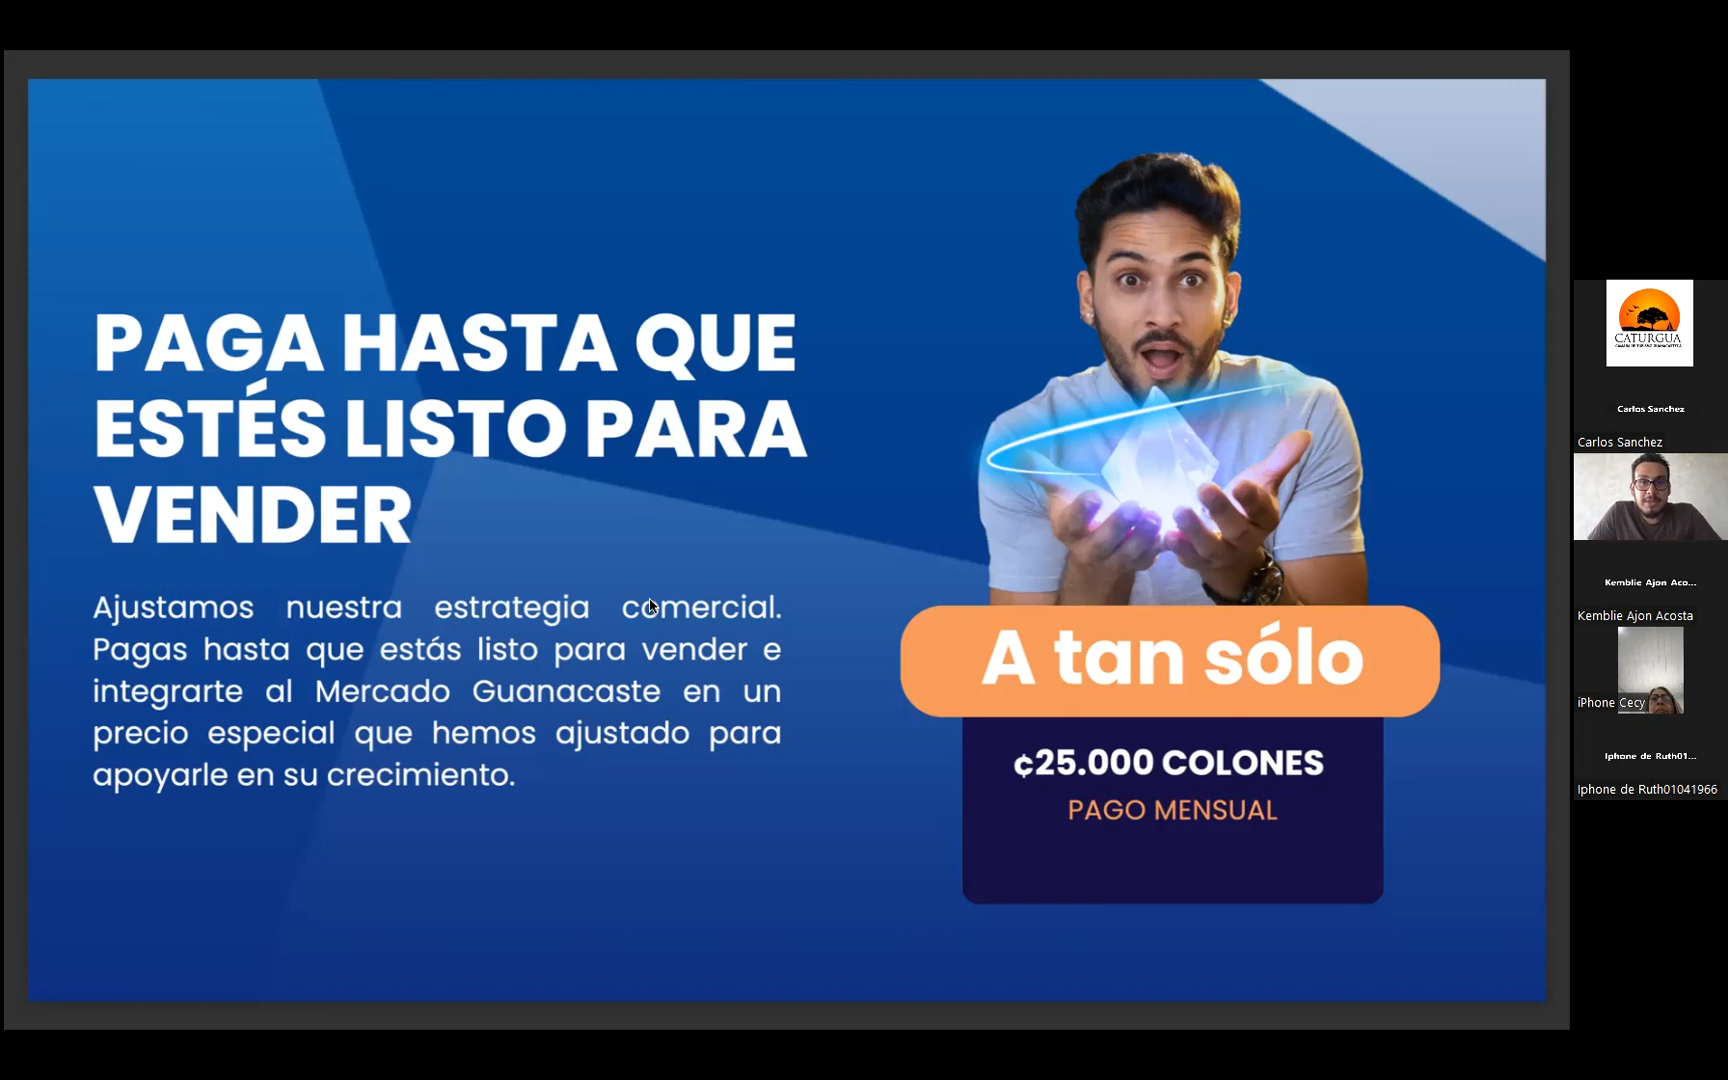 PAGA HASTA QUE
ESTÉS LISTO PARA
VENDER
Ajustamos nuestra estrategia comercial.
Pagas hasta que estás listo para vender e
integrarte al Mercado Guanacaste en un
precio especial que hemos ajustado para
apoyarle en su crecimiento.
A tan sólo
¢25.000 COLONES
PAGO MENSUAL
CATURGUA
Carlos Sanchez
Carlos Sanchez
Kemblie Ajon Aco...
Kemblie Ajon Acosta
iPhone Cecy
Iphone de Ruth01...
Iphone de Ruth01041966